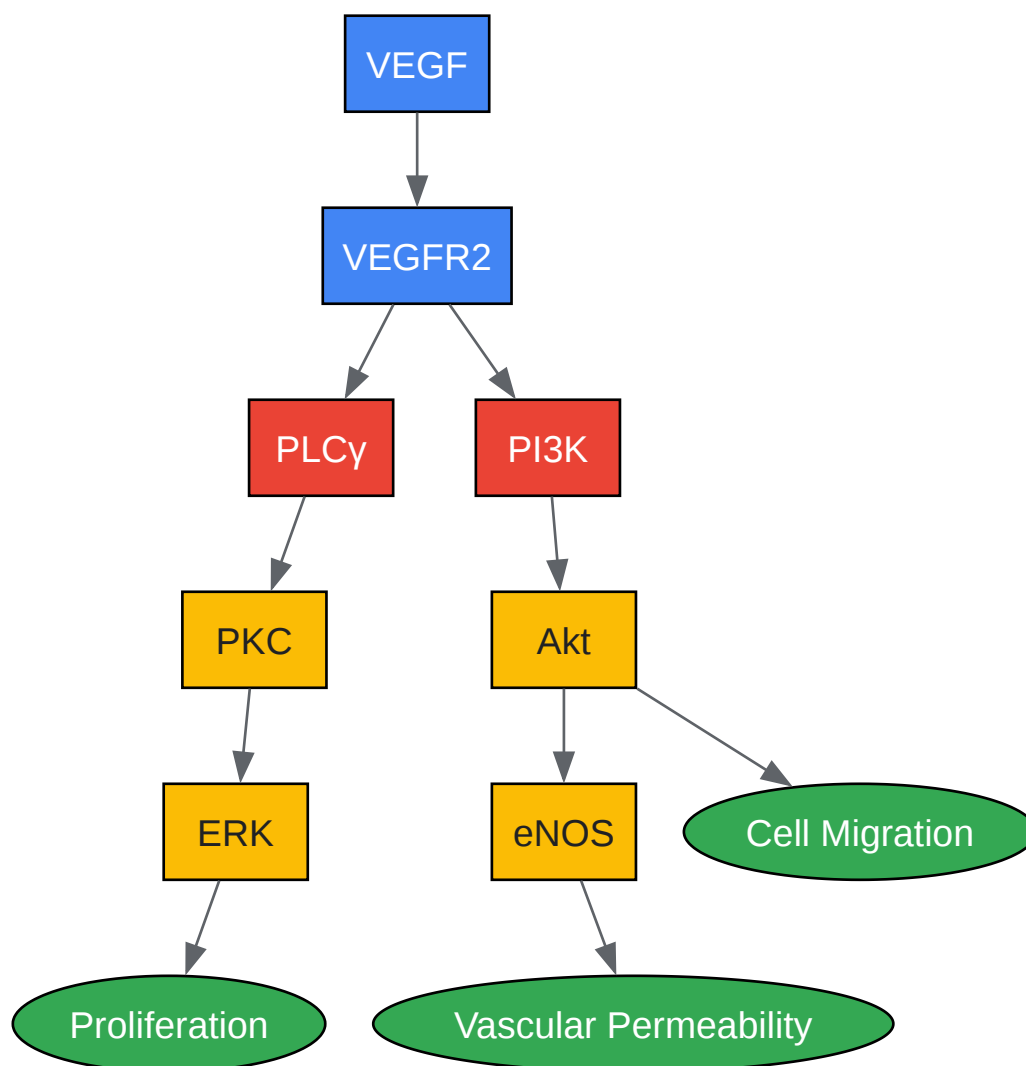 VEGF
VEGFR2
PLCγ
PI3K
PKC
Akt
ERK
eNOS
Cell Migration
Proliferation
Vascular Permeability